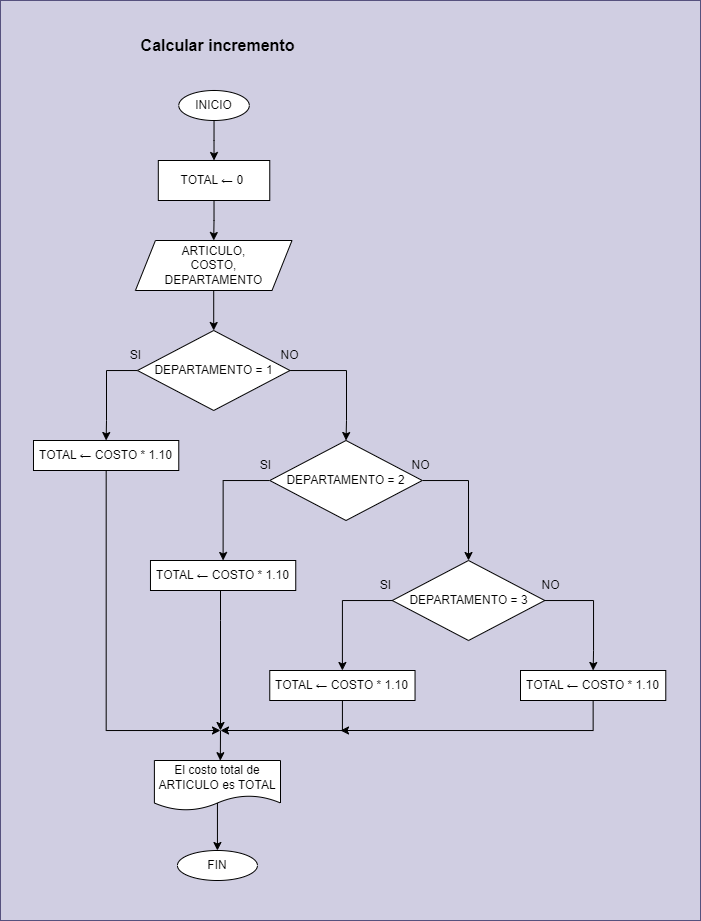 Calcular incremento
INICIO
TOTAL ← 0
ARTICULO,
COSTO,
DEPARTAMENTO
SI
NO
DEPARTAMENTO = 1
TOTAL ← COSTO * 1.10
SI
NO
DEPARTAMENTO = 2
TOTAL ← COSTO * 1.10
SI
NO
DEPARTAMENTO = 3
TOTAL ← COSTO * 1.10
TOTAL ← COSTO * 1.10
El costo total de
ARTICULO es TOTAL
FIN